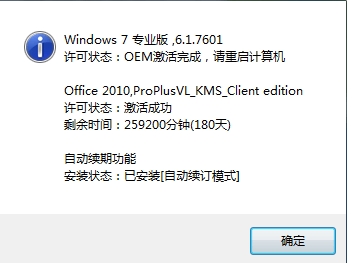 Windows 7 专业版 ,6.1.7601
许可状态：OEM激活完成，请重启计算机
Office 2010,ProPlusVL_KMS_Client edition
许可状态：激活成功
剩余时间：259200分钟(180天)
自动续期功能
安装状态：已安装[自动续订模式]
确定